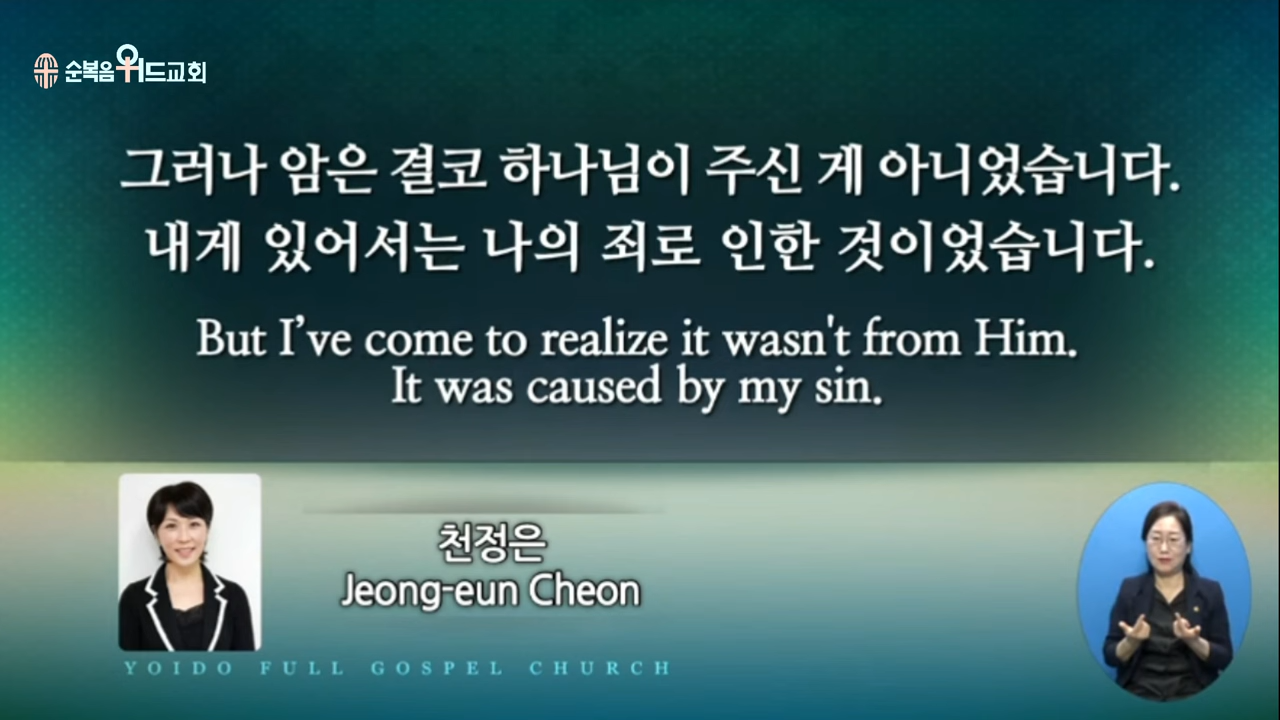 순복음위드교회
그러나 암은 결코 하나님이 주신 게 아니었습니다.
내게 있어서는 나의 죄로 인한 것이었습니다.
But I’ve come to realize it wasn't from Him.
It was caused by my sin.
천정은
Jeong-eun Cheon
YOIDO FULL GOSPEL CHURCH